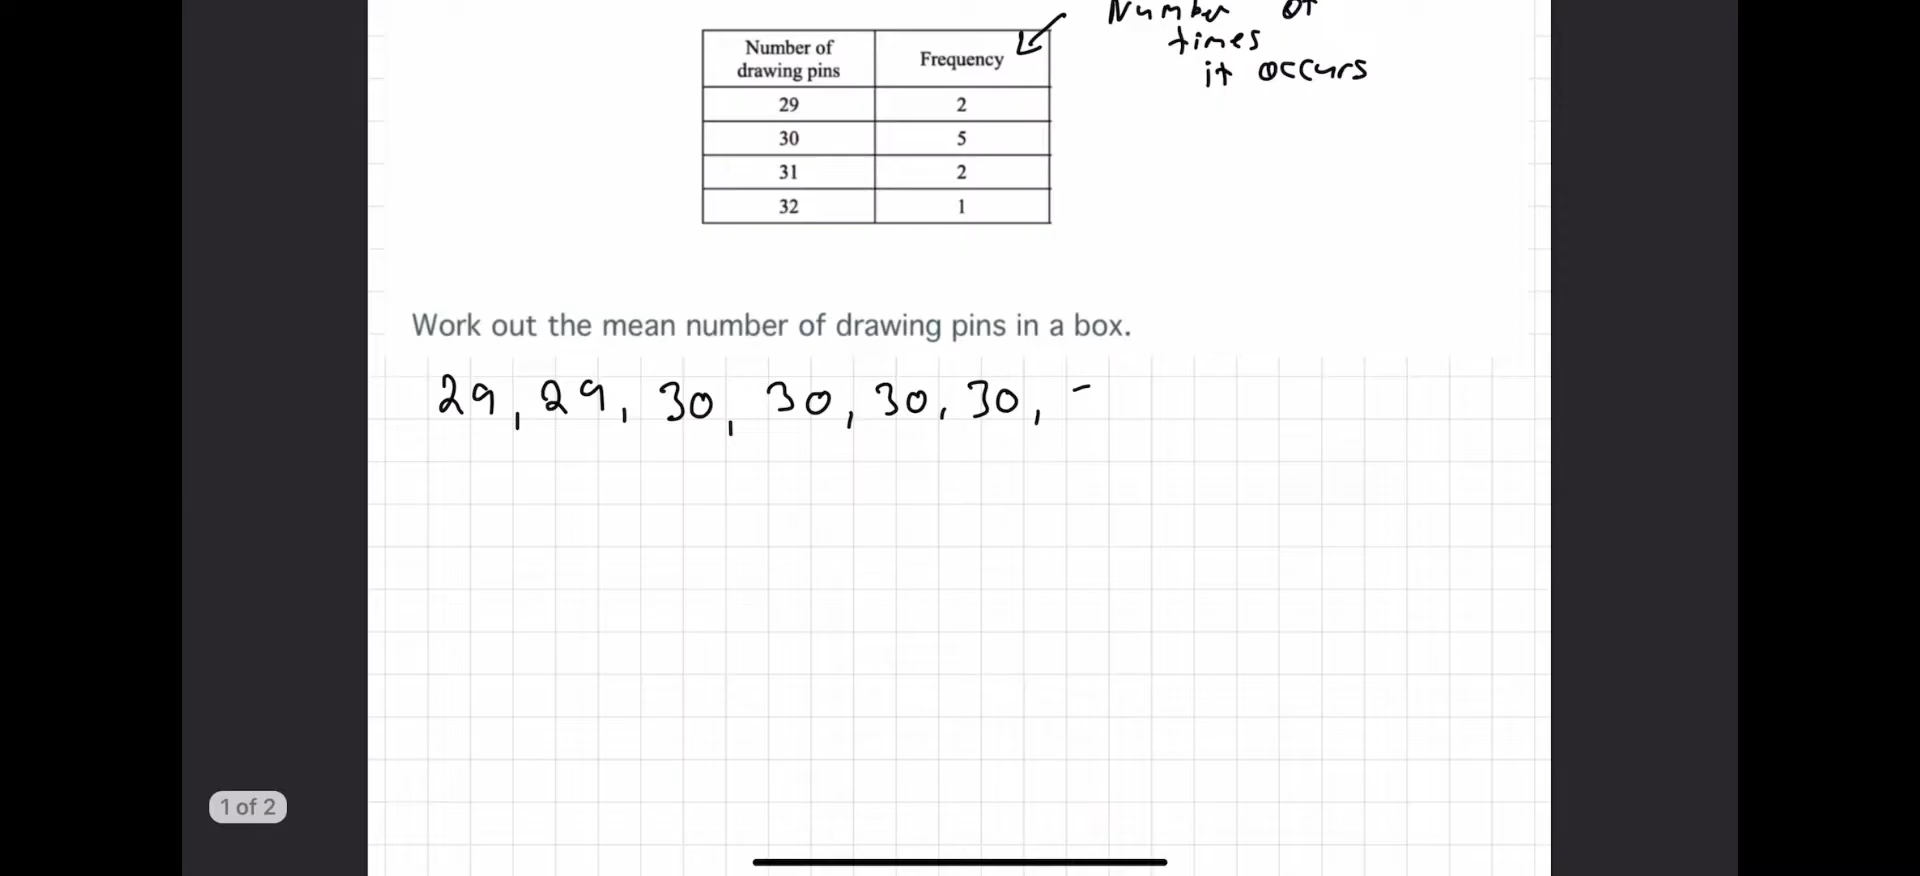 Number of
times
it occurs
Number of
drawing pins
Frequency
29 2
30 5
31 2
32 1
Work out the mean number of drawing pins in a box.
29, 29, 30, 30, 30, 30,
1 of 2